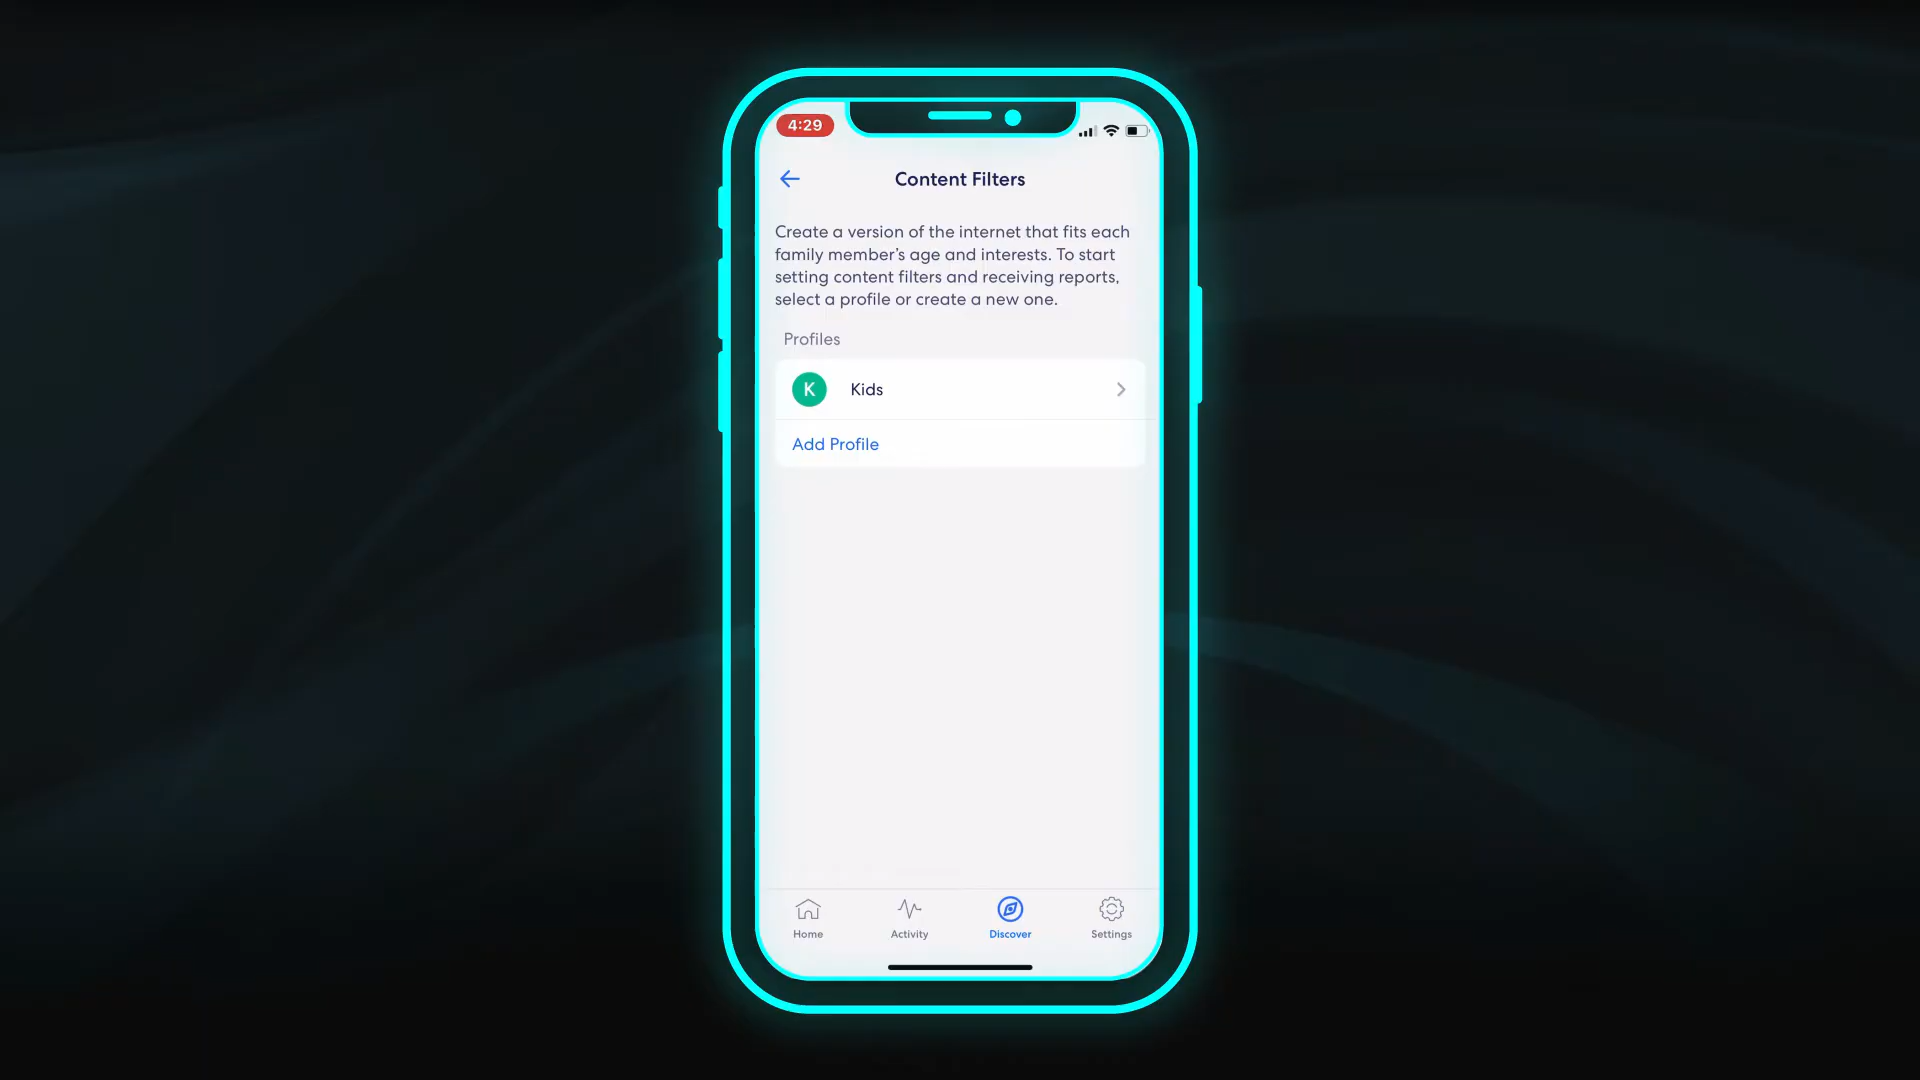 4:29
Content Filters
Create a version of the internet that fits each
family member’s age and interests. To start
setting content filters and receiving reports,
select a profile or create a new one.
Profiles
K Kids
Add Profile
Home Activity Discover Settings